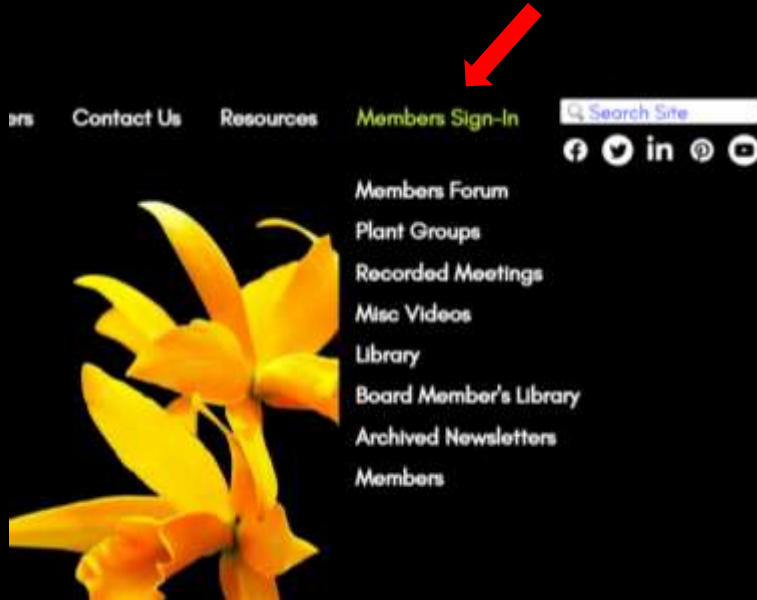 ers Contact Us Resources Members Sign-In Search Site
Members Forum
Plant Groups
Recorded Meetings
Misc Videos
Library
Board Member's Library
Archived Newsletters
Members